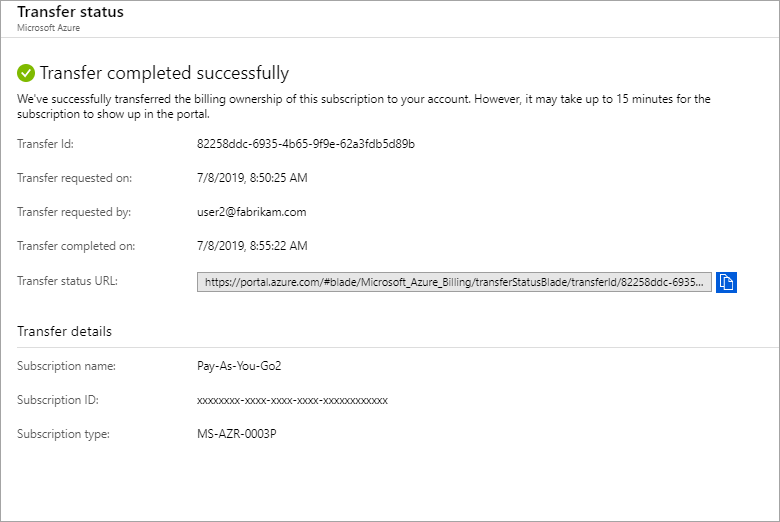 Transfer status
Microsoft Azure
Transfer completed successfully
We've successfully transferred the billing ownership of this subscription to your account. However, it may take up to 15 minutes for the
subscription to show up in the portal.
Transfer Id: 82258ddc-6935-4b65-9f9e-62a3fdb5d89b
Transfer requested on: 7/8/2019, 8:50:25 AM
Transfer requested by: user2@fabrikam.com
Transfer completed on: 7/8/2019, 8:55:22 AM
Transfer status URL: https://portal.azure.com/#blade/Microsoft_Azure_Billing/transferStatusBlade/transferId/82258ddc-6935...
Transfer details
Subscription name: Pay-As-You-Go2
Subscription ID: xxxxxxxx-xxxx-xxxx-xxxx-xxxxxxxxxxxx
Subscription type: MS-AZR-0003P